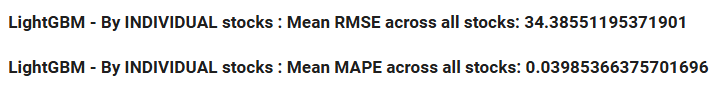 LightGBM - By INDIVIDUAL stocks : Mean RMSE across all stocks: 34.38551195371901
LightGBM - By INDIVIDUAL stocks : Mean MAPE across all stocks: 0.03985366375701696